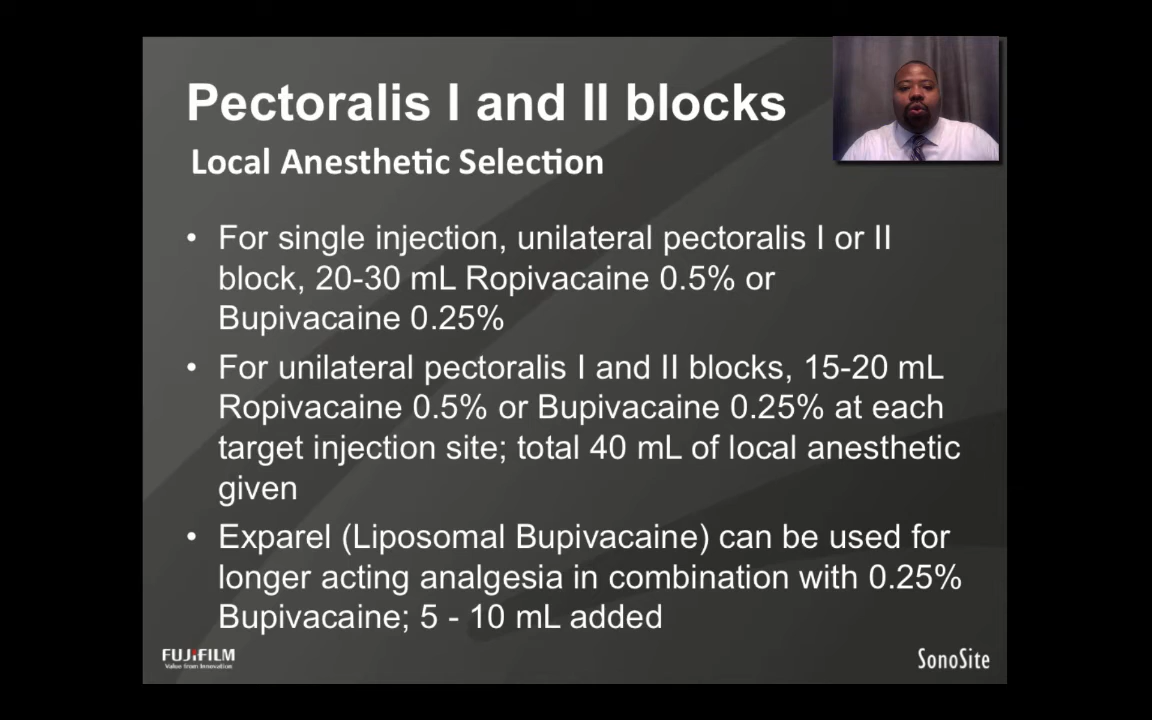 Pectoralis I and II blocks
Local Anesthetic Selection
• For single injection, unilateral pectoralis I or II
block, 20-30 mL Ropivacaine 0.5% or
Bupivacaine 0.25%
• For unilateral pectoralis I and II blocks, 15-20 mL
Ropivacaine 0.5% or Bupivacaine 0.25% at each
target injection site; total 40 mL of local anesthetic
given
• Exparel (Liposomal Bupivacaine) can be used for
longer acting analgesia in combination with 0.25%
Bupivacaine; 5 - 10 mL added
FUJIFILM
Value from Innovation
SonoSite